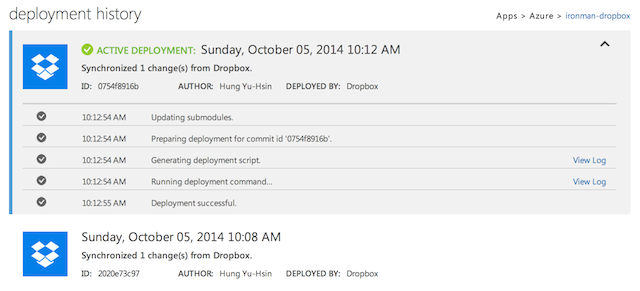 deployment history
Apps > Azure > ironman-dropbox
ACTIVE DEPLOYMENT: Sunday, October 05, 2014 10:12 AM
Synchronized 1 change(s) from Dropbox.
ID: 0754f8916b AUTHOR: Hung Yu-Hsin DEPLOYED BY: Dropbox
10:12:54 AM Updating submodules.
10:12:54 AM Preparing deployment for commit id '0754f8916b'.
10:12:54 AM Generating deployment script. View Log
10:12:54 AM Running deployment command... View Log
10:12:55 AM Deployment successful.
Sunday, October 05, 2014 10:08 AM
Synchronized 1 change(s) from Dropbox.
ID: 2020e73c97 AUTHOR: Hung Yu-Hsin DEPLOYED BY: Dropbox